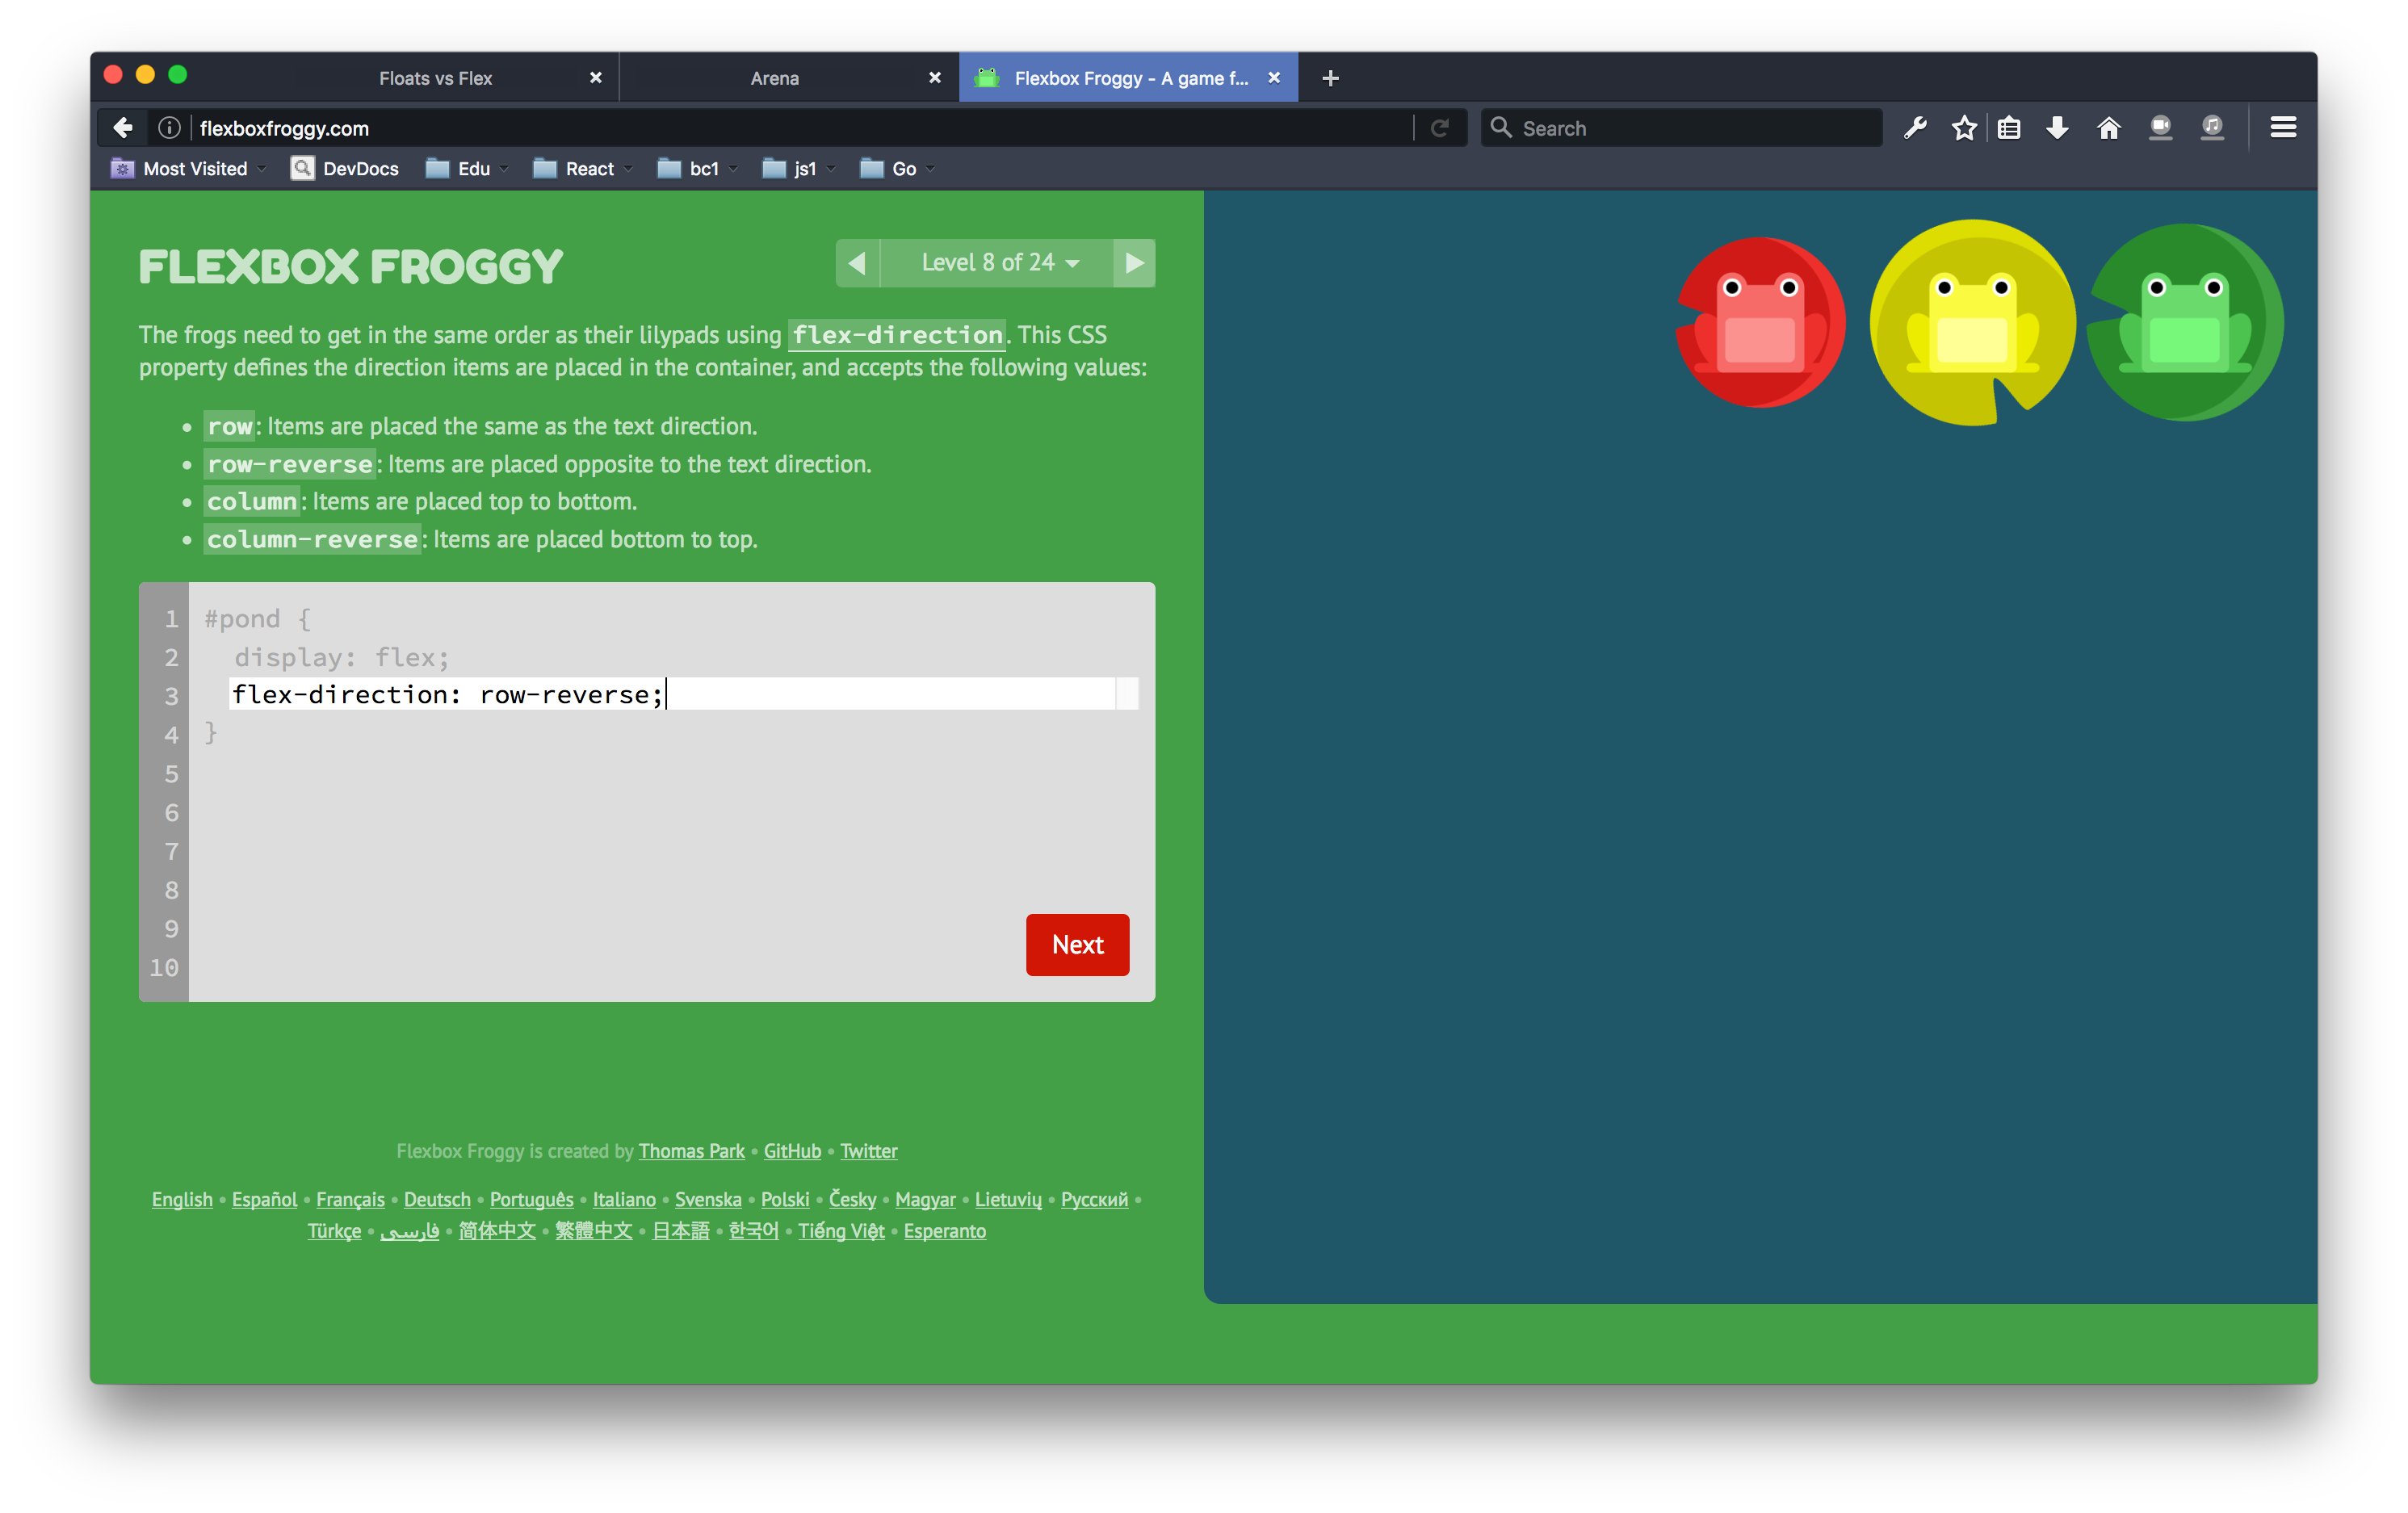 Floats vs Flex
Arena
Flexbox Froggy - A game f...
flexboxfroggy.com
Search
Most Visited
DevDocs
Edu
React
bc1
js1
Go
FLEXBOX FROGGY
Level 8 of 24
The frogs need to get in the same order as their lilypads using flex-direction. This CSS
property defines the direction items are placed in the container, and accepts the following values:
• row: Items are placed the same as the text direction.
• row-reverse: Items are placed opposite to the text direction.
• column: Items are placed top to bottom.
• column-reverse: Items are placed bottom to top.
1 #pond {
2 display: flex;
3 flex-direction: row-reverse;
4 }
5
6
7
8
9
10
Next
Flexbox Froggy is created by Thomas Park • GitHub • Twitter
English • Español • Français • Deutsch • Português • Italiano • Svenska • Polski • Česky • Magyar • Lietuvių • Русский •
Türkçe • فارسی • 简体中文 • 繁體中文 • 日本語 • 한국어 • Tiếng Việt • Esperanto